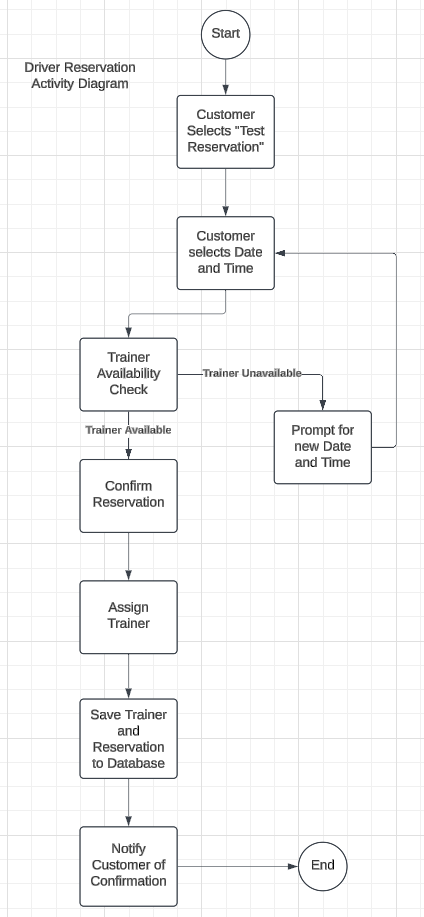 Start
Driver Reservation
Activity Diagram
Customer
Selects "Test
Reservation"
Customer
selects Date
and Time
Trainer
Availability
Check
Trainer Unavailable
Trainer Available
Prompt for
new Date
and Time
Confirm
Reservation
Assign
Trainer
Save Trainer
and
Reservation
to Database
Notify
Customer of
Confirmation
End